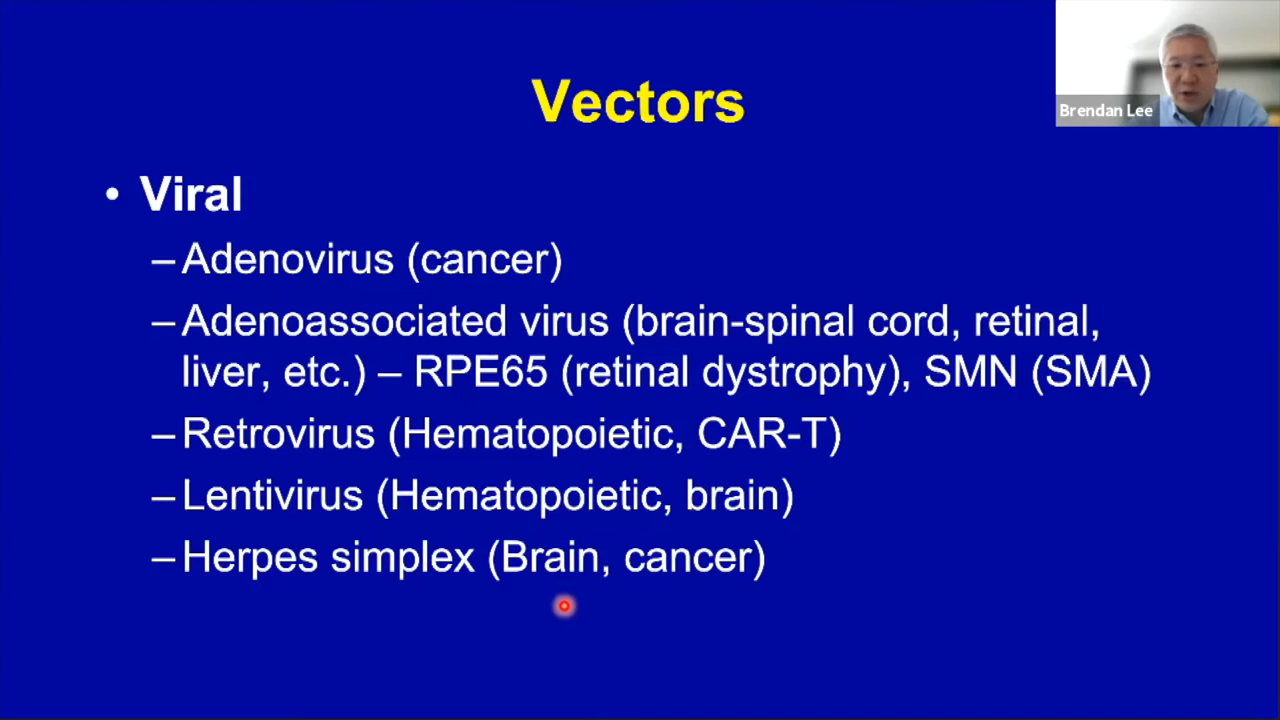 Vectors
Brendan Lee
• Viral
–Adenovirus (cancer)
–Adenoassociated virus (brain-spinal cord, retinal,
liver, etc.) – RPE65 (retinal dystrophy), SMN (SMA)
–Retrovirus (Hematopoietic, CAR-T)
–Lentivirus (Hematopoietic, brain)
–Herpes simplex (Brain, cancer)